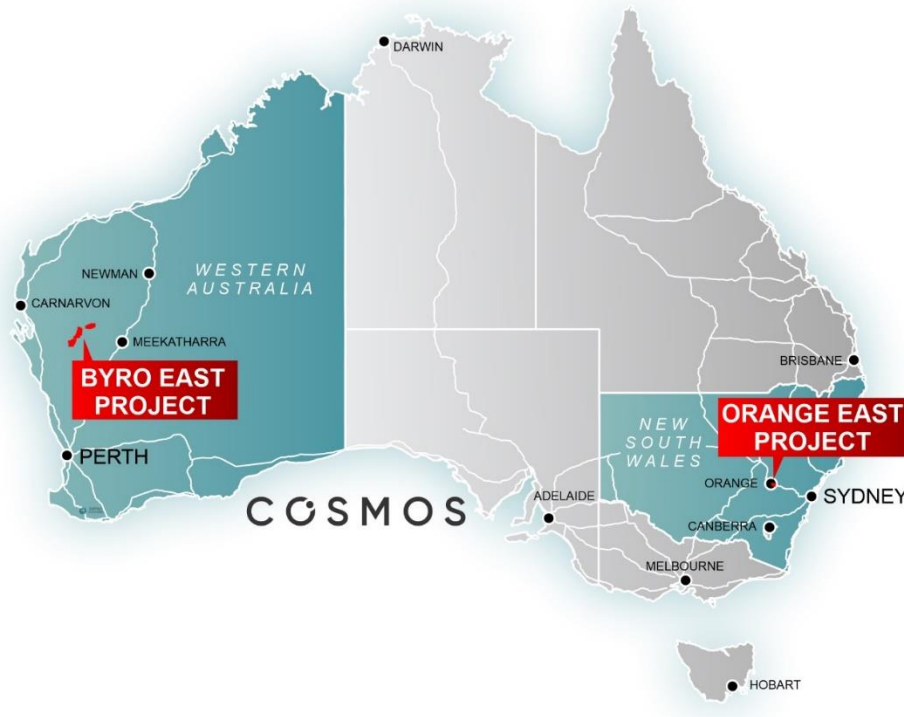 DARWIN
WESTERN
AUSTRALIA
NEWMAN
CARNARVON
MEEKATHARRA
BYRO EAST
PROJECT
PERTH
COSMOS
BRISBANE
ORANGE EAST
PROJECT
NEW
SOUTH
WALES
ORANGE
SYDNEY
ADELAIDE
CANBERRA
MELBOURNE
HOBART